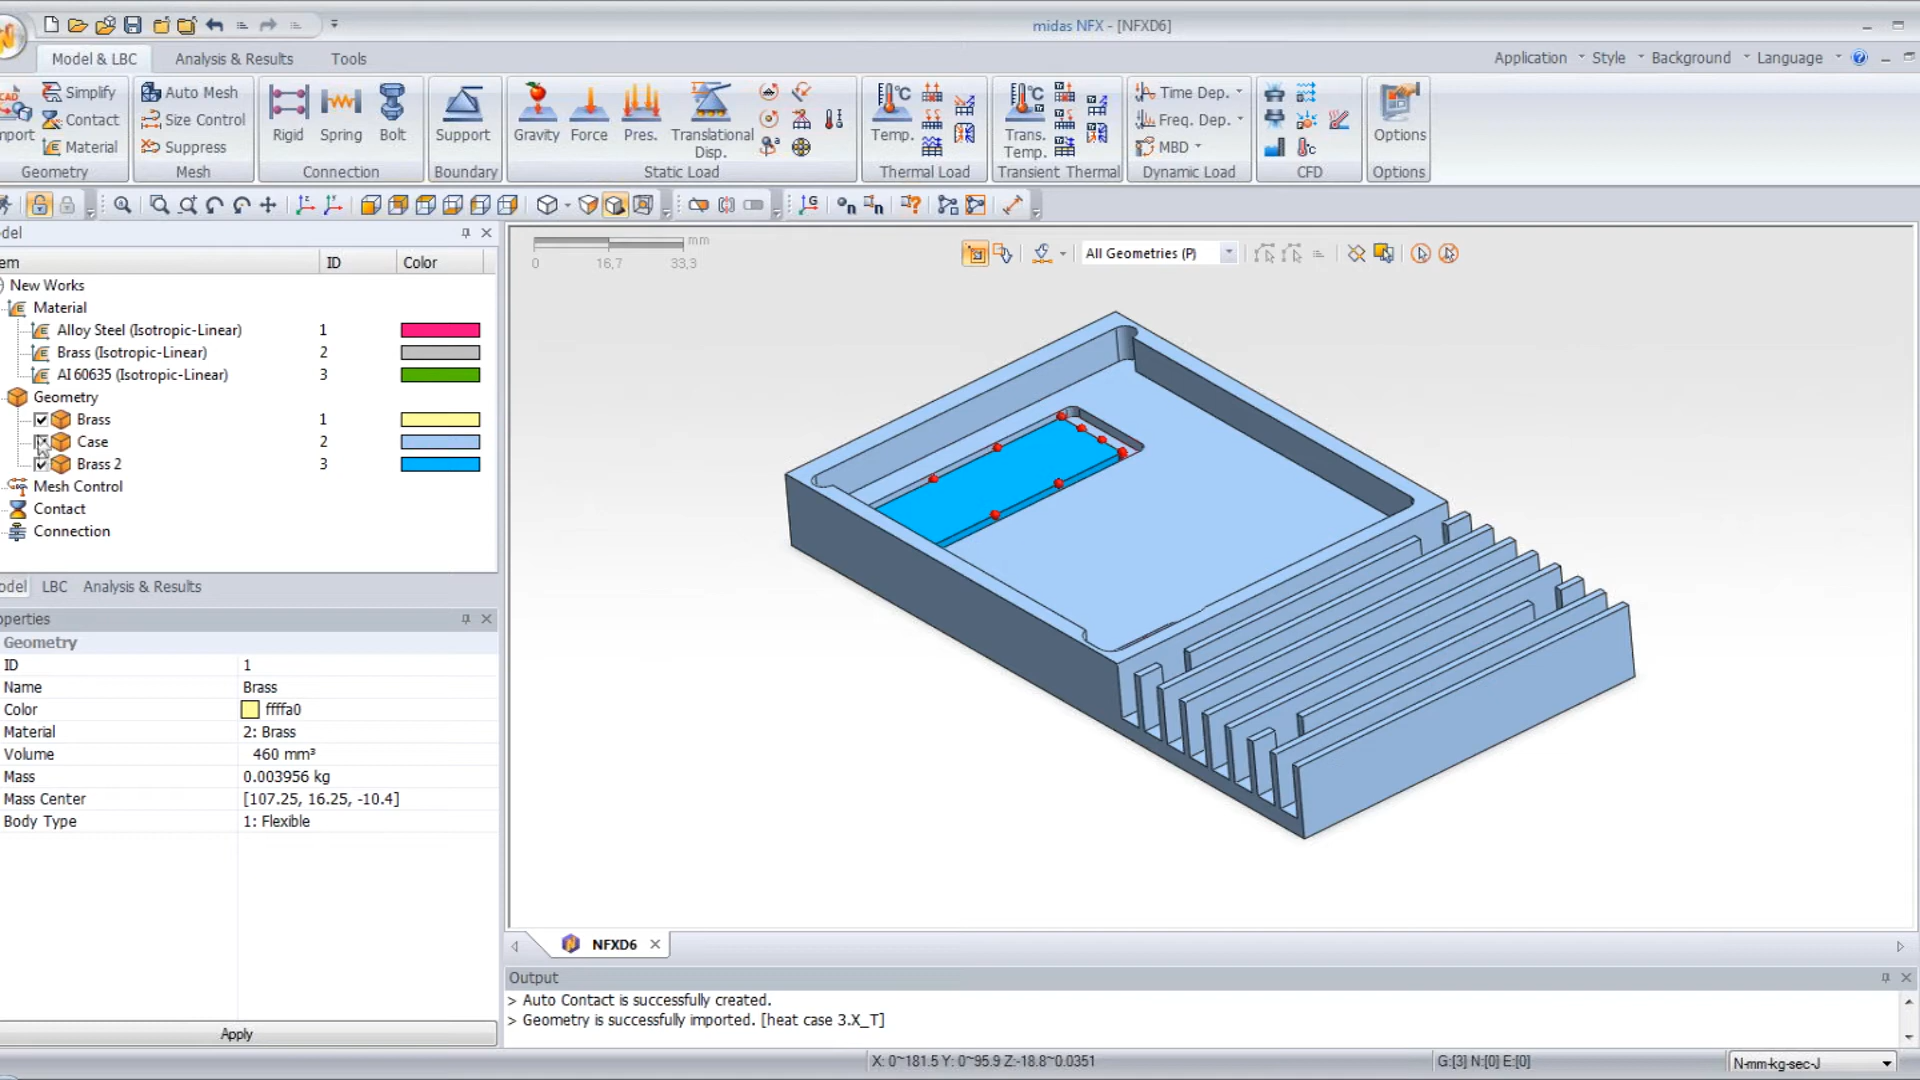 midas NFX - [NFXD6]
Model & LBC Analysis & Results Tools
Application Style Background Language
Simplify
Contact
Material
Geometry
Auto Mesh
Size Control
Suppress
Mesh
Rigid Spring Bolt
Connection
Support
Boundary
Gravity Force Pres. Translational Disp.
Static Load
Temp.
Thermal Load
Trans. Temp.
Transient Thermal
Time Dep.
Freq. Dep.
MBD
Dynamic Load
CFD
Options
Options
ID Color
New Works
Material
Alloy Steel (Isotropic-Linear) 1
Brass (Isotropic-Linear) 2
Geometry
Brass 1
Case 2
Brass 2 3
Mesh Control
Contact
Connection
LBC Analysis & Results
Geometry
ID 1
Name Brass
Color ffffa0
Material 2: Brass
Volume 460 mm³
Mass 0.003956 kg
Mass Center [107.25, 16.25, -10.4]
Body Type 1: Flexible
Apply
mm
0 16,7 33,3
All Geometries (P)
NFXD6
Output
> Auto Contact is successfully created.
> Geometry is successfully imported. [heat case 3.X_T]
X: 0~181.5 Y: 0~95.9 Z:-18.8~0.0351
G:[3] N:[0] E:[0]
N-mm-kg-sec-J